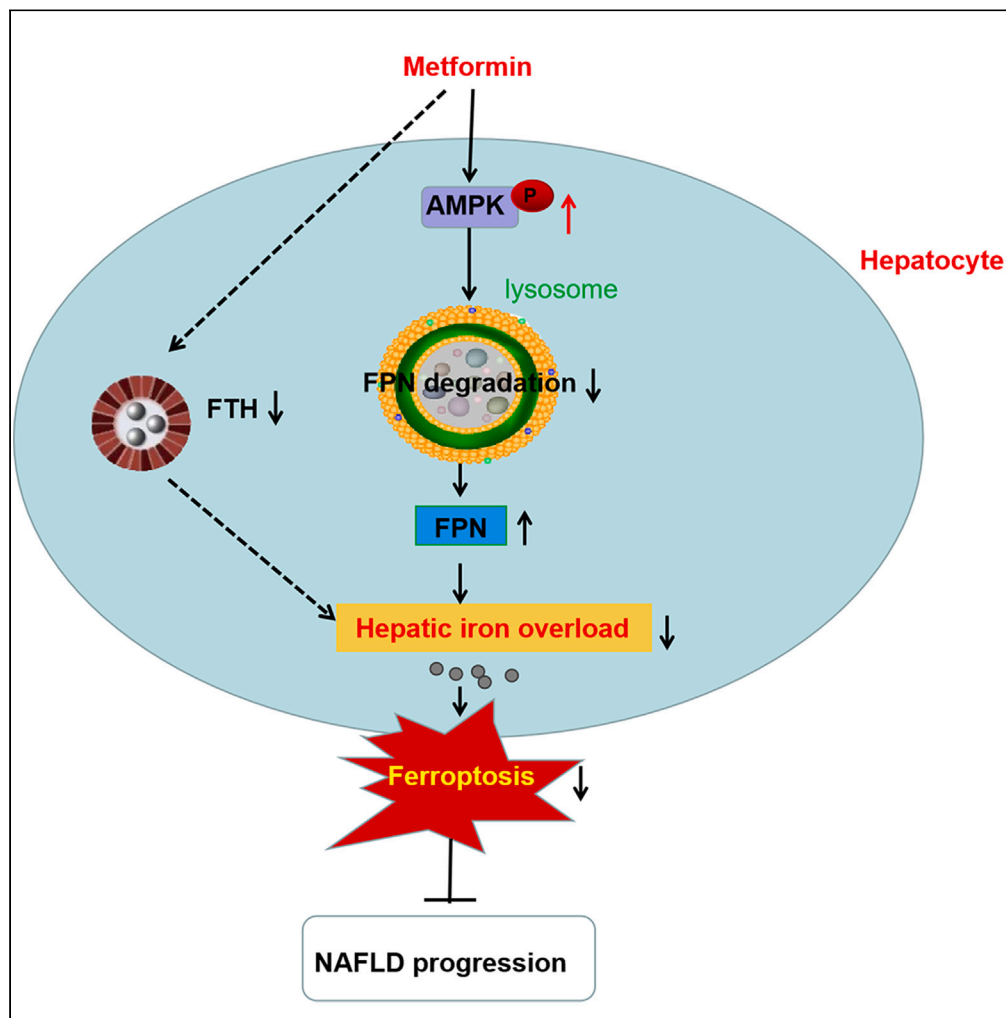 Metformin
AMPK
P
Hepatocyte
lysosome
FPN degradation
FTH
FPN
Hepatic iron overload
Ferroptosis
NAFLD progression